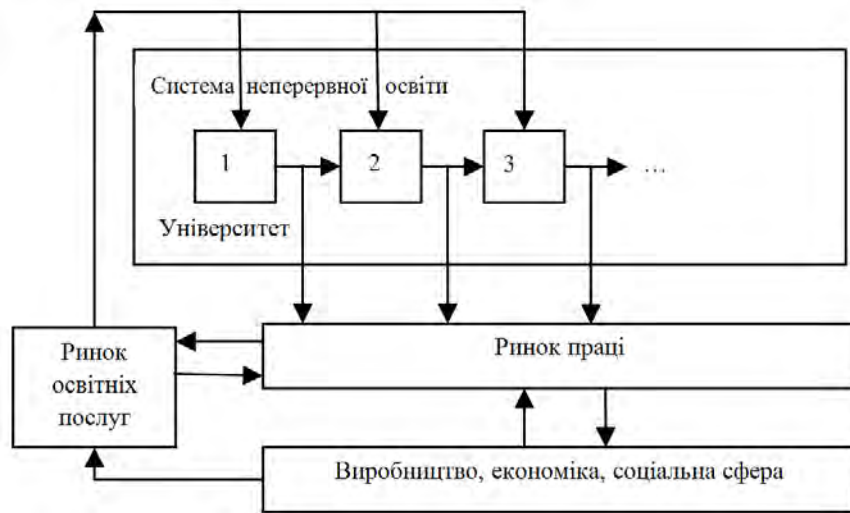 Система неперервної освіти
1
2
3
...
Університет
Ринок праці
Ринок
освітніх
послуг
Виробництво, економіка, соціальна сфера